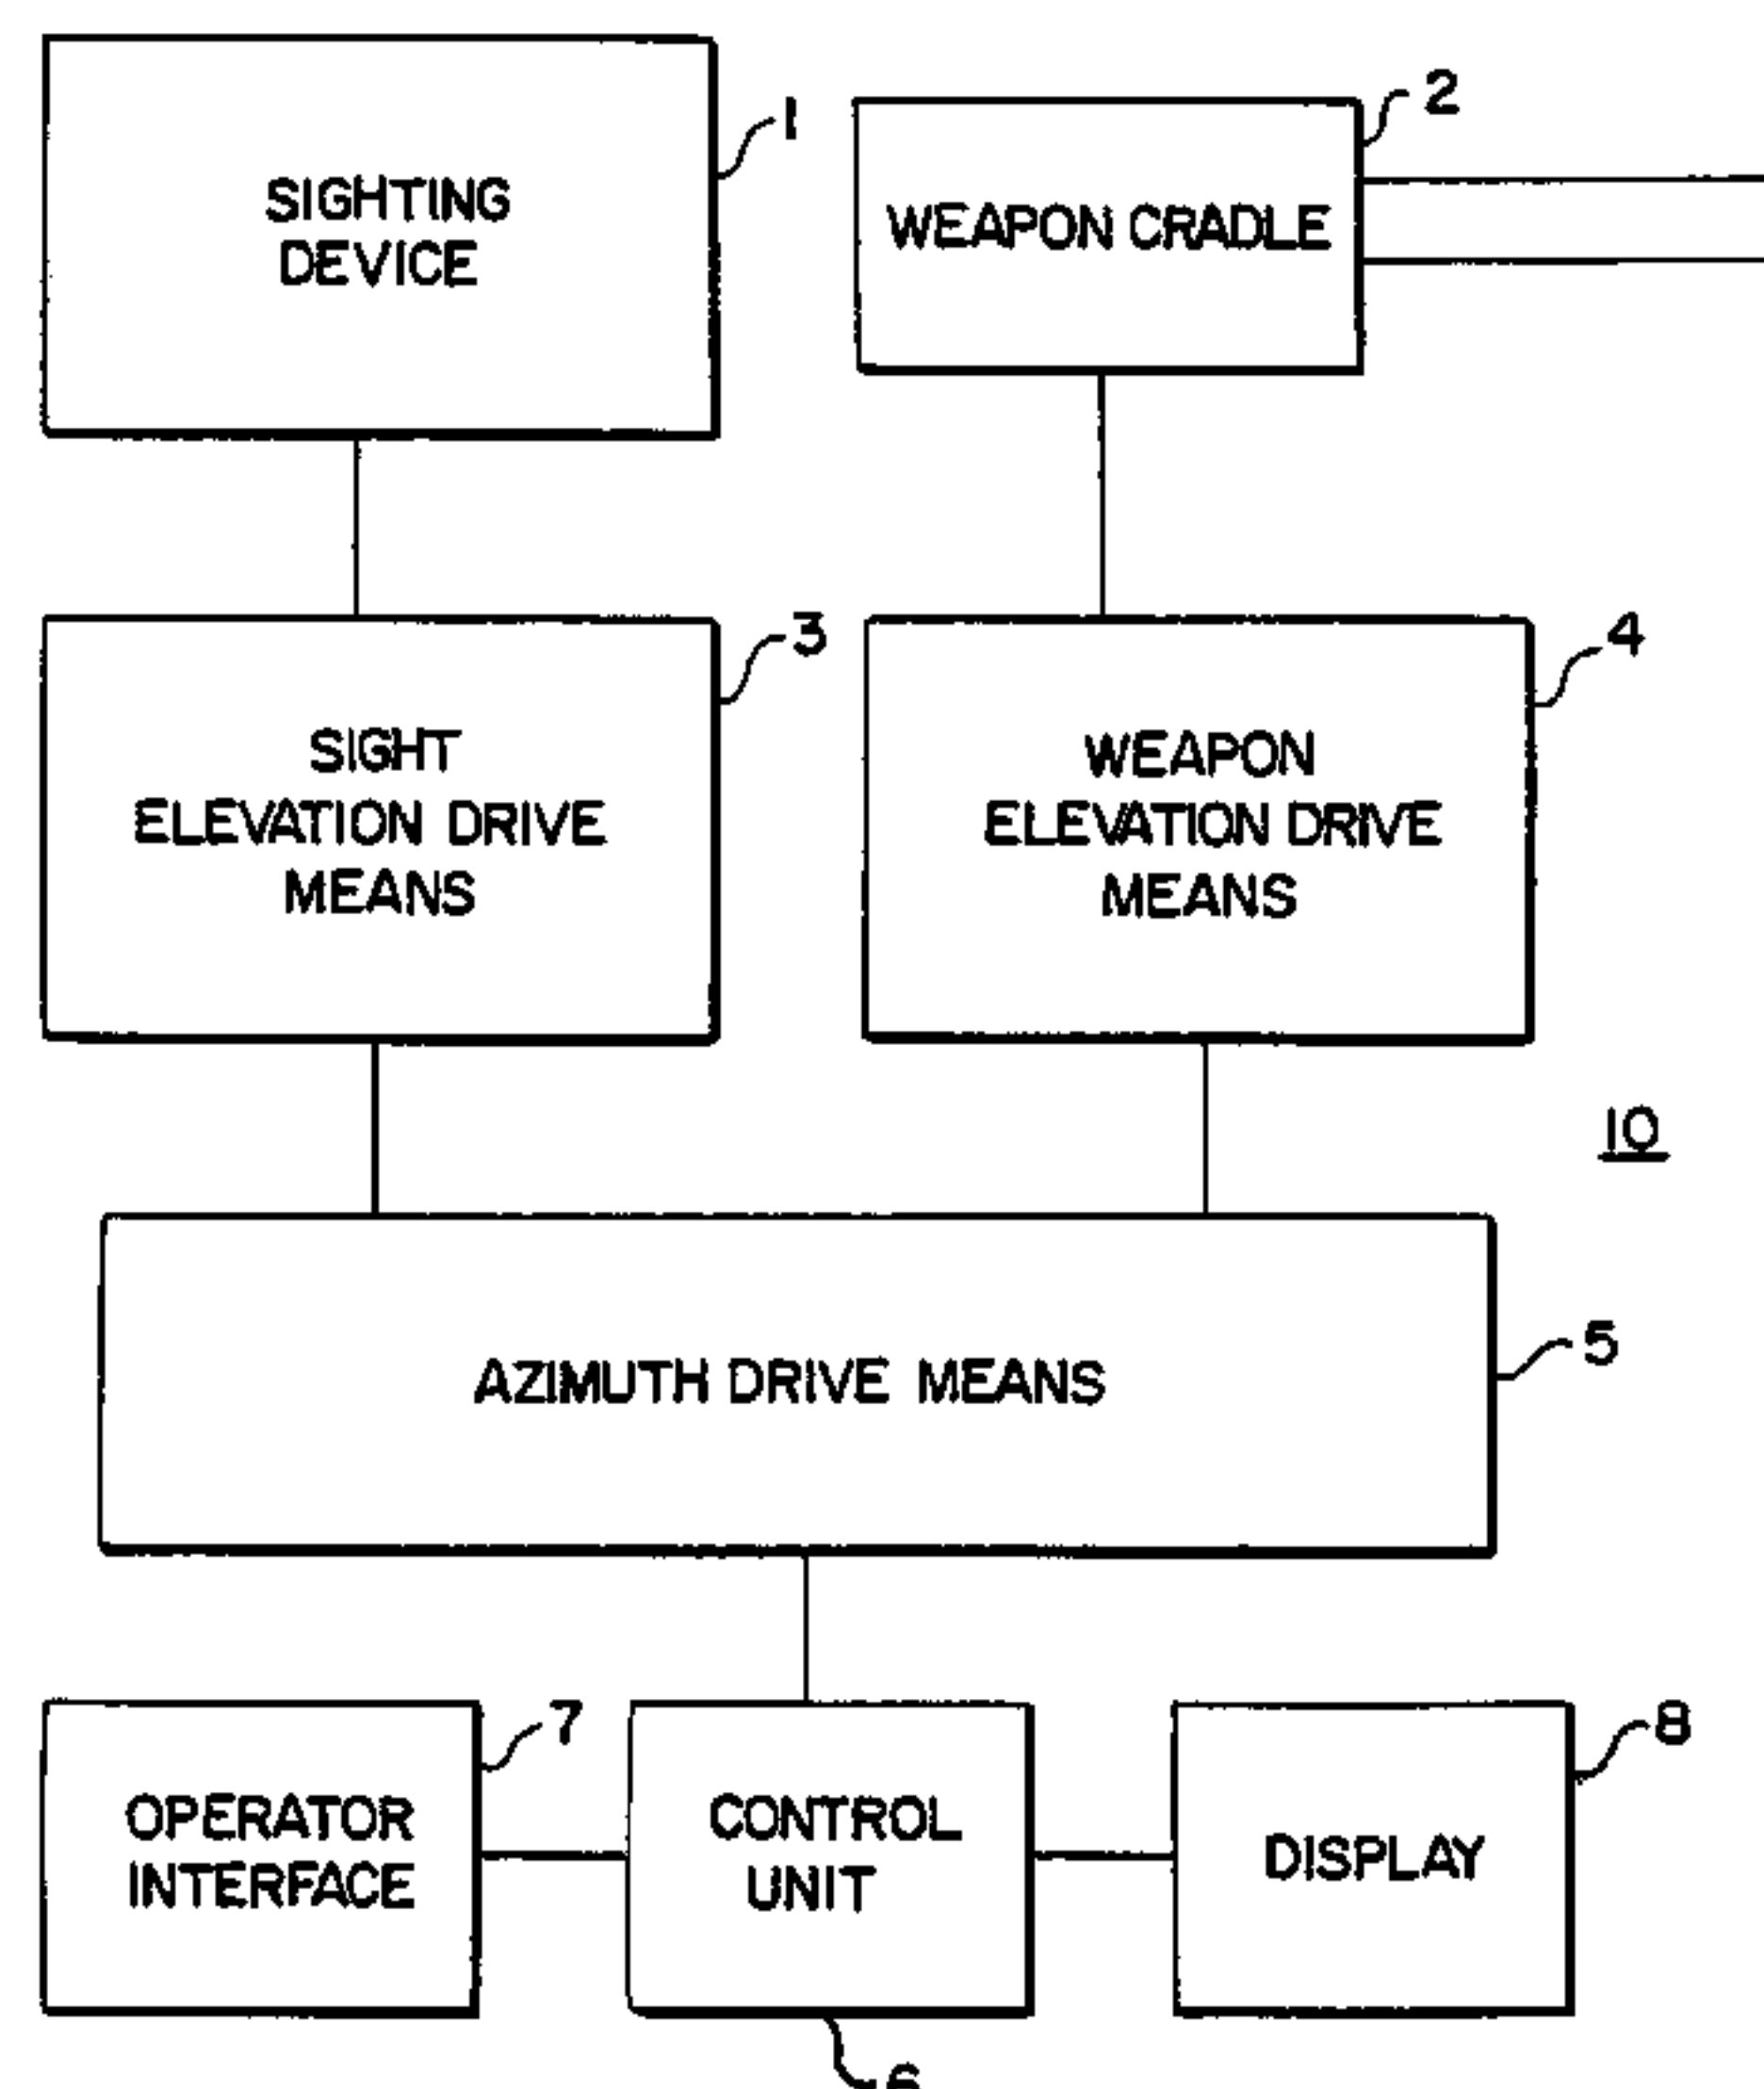 1
SIGHTING
DEVICE
2
WEAPON CRADLE
3
SIGHT
ELEVATION DRIVE
MEANS
4
WEAPON
ELEVATION DRIVE
MEANS
10
AZIMUTH DRIVE MEANS
5
7
OPERATOR
INTERFACE
CONTROL
UNIT
8
DISPLAY
6